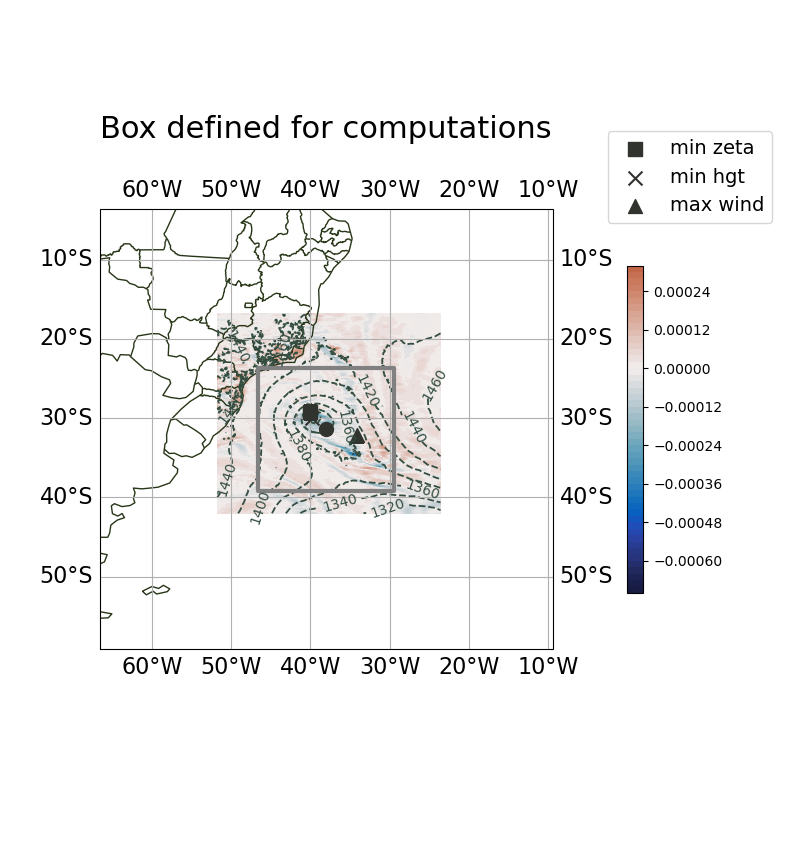 Box defined for computations
min zeta
min hgt
max wind
60°W 50°W 40°W 30°W 20°W 10°W
10°S 10°S
20°S 20°S
30°S 30°S
40°S 40°S
50°S 50°S
60°W 50°W 40°W 30°W 20°W 10°W
0.00024
0.00012
0.00000
−0.00012
−0.00024
−0.00036
−0.00048
−0.00060
1420
1460
1440
1360
1380
1440
1400
1340
1320
1360